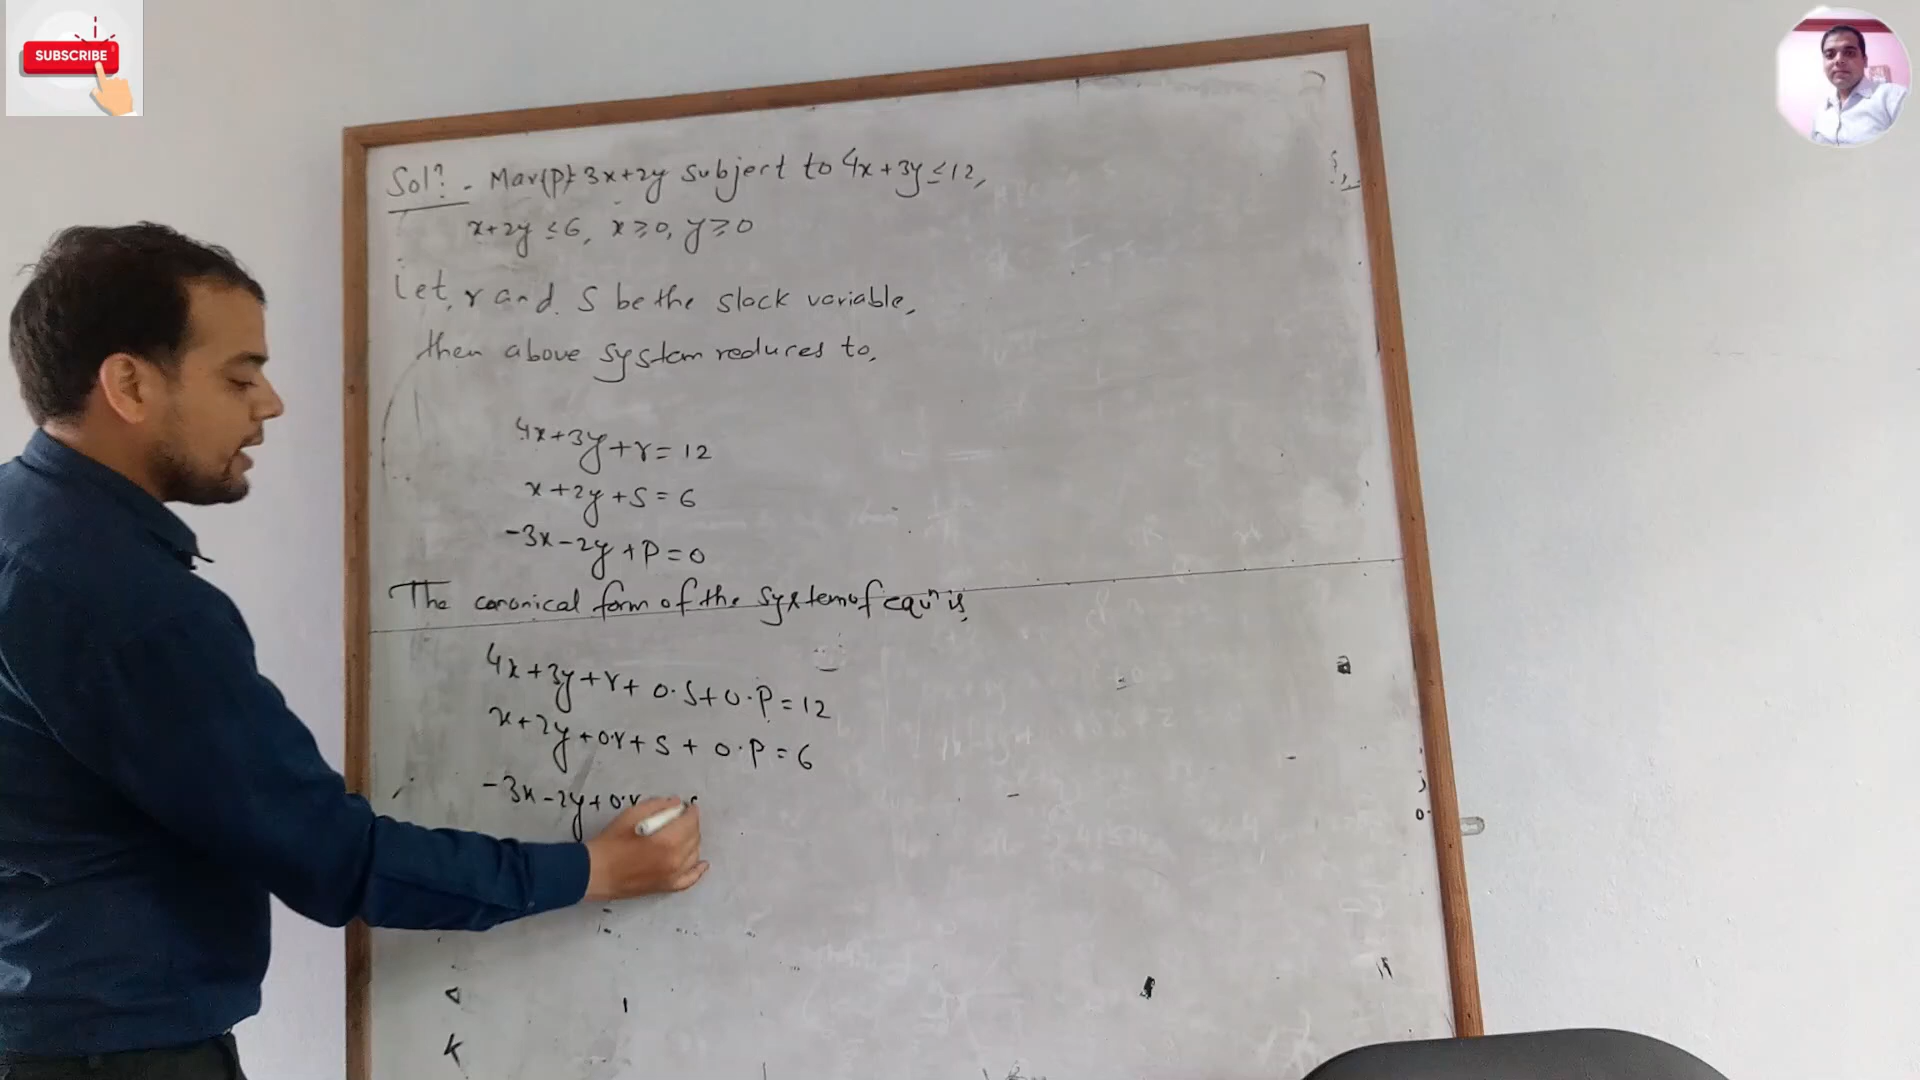 SUBSCRIBE
Solⁿ:- Max(P)= 3x+2y subject to 4x+3y≤12,
x+2y ≤6, x≥0, y≥0
Let, r and S be the slack variable,
then above system reduces to,
4x+3y+r=12
x+2y+S=6
-3x-2y+P=0
The canonical form of the system of equⁿ is,
4x+3y+r+0.S+0.P=12
x+2y+0.r+S+0.P=6
-3x-2y+0.r